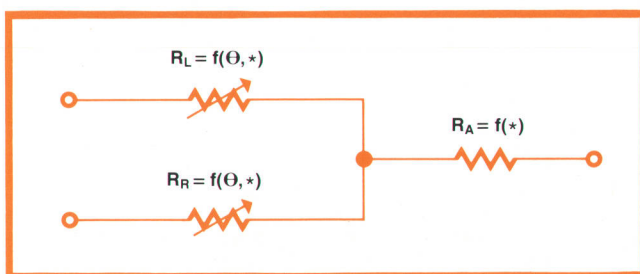 R_L = f(Θ,*)
R_A = f(*)
R_R = f(Θ,*)